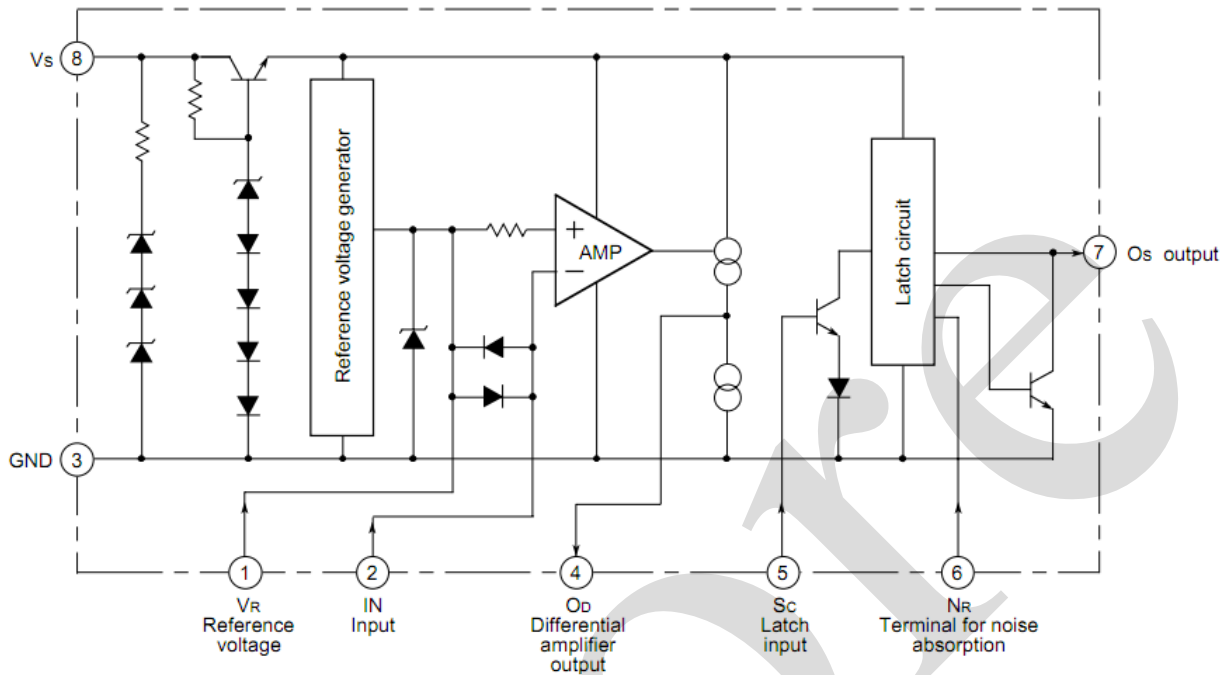 Vs 8
Reference voltage generator
+
AMP
−
Latch circuit
7 Os output
GND 3
1
VR
Reference
voltage
2
IN
Input
4
OD
Differential
amplifier
output
5
Sc
Latch
input
6
NR
Terminal for noise
absorption
ore